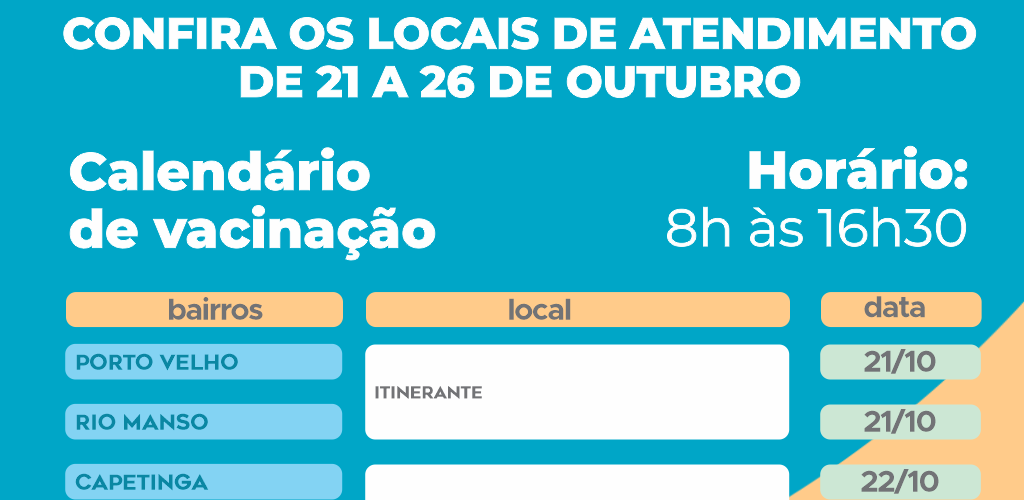 CONFIRA OS LOCAIS DE ATENDIMENTO
DE 21 A 26 DE OUTUBRO
Calendário
de vacinação
Horário:
8h às 16h30
bairros local data
PORTO VELHO 21/10
ITINERANTE
RIO MANSO 21/10
CAPETINGA 22/10